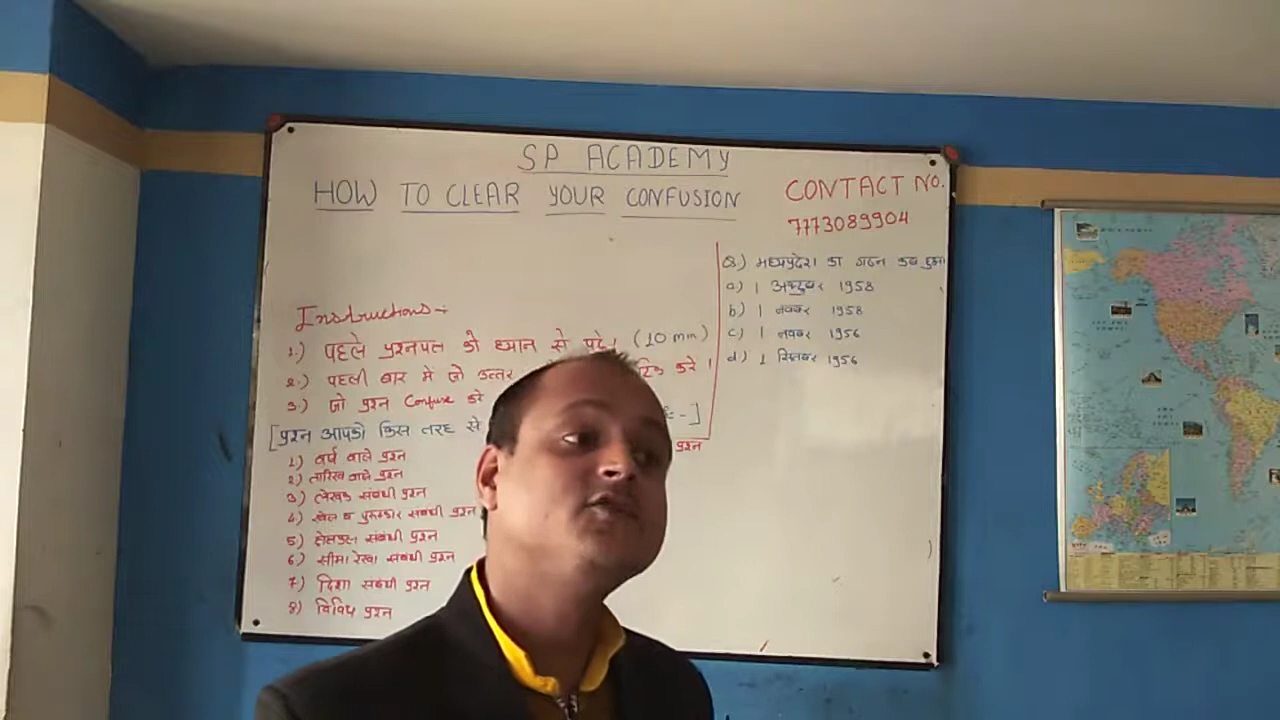 SP ACADEMY
HOW TO CLEAR YOUR CONFUSION
CONTACT NO.
7773089904
Instructions:-
1.) पहले प्रश्नपत्र को ध्यान से पढ़े। (10 min)
2.) पहली बार मे जो उत्तर टिक करे।
3.) जो प्रश्न Confuse करे
[प्रश्न आपको किस तरह से -]
1) वर्ष वाले प्रश्न
2) तारिख वाले प्रश्न
3) लेखक संबंधी प्रश्न
4) खेल व पुरुस्कार संबंधी प्रश्न
5) क्षेत्रफल संबंधी प्रश्न
6) सीमा रेखा संबंधी प्रश्न
7) दिशा संबंधी प्रश्न
8) विविध प्रश्न
प्रश्न
Q.) मध्यप्रदेश का गठन कब हुआ
a.) 1 अक्टूबर 1958
b.) 1 नवम्बर 1958
c.) 1 नवम्बर 1956
d.) 1 सितम्बर 1956